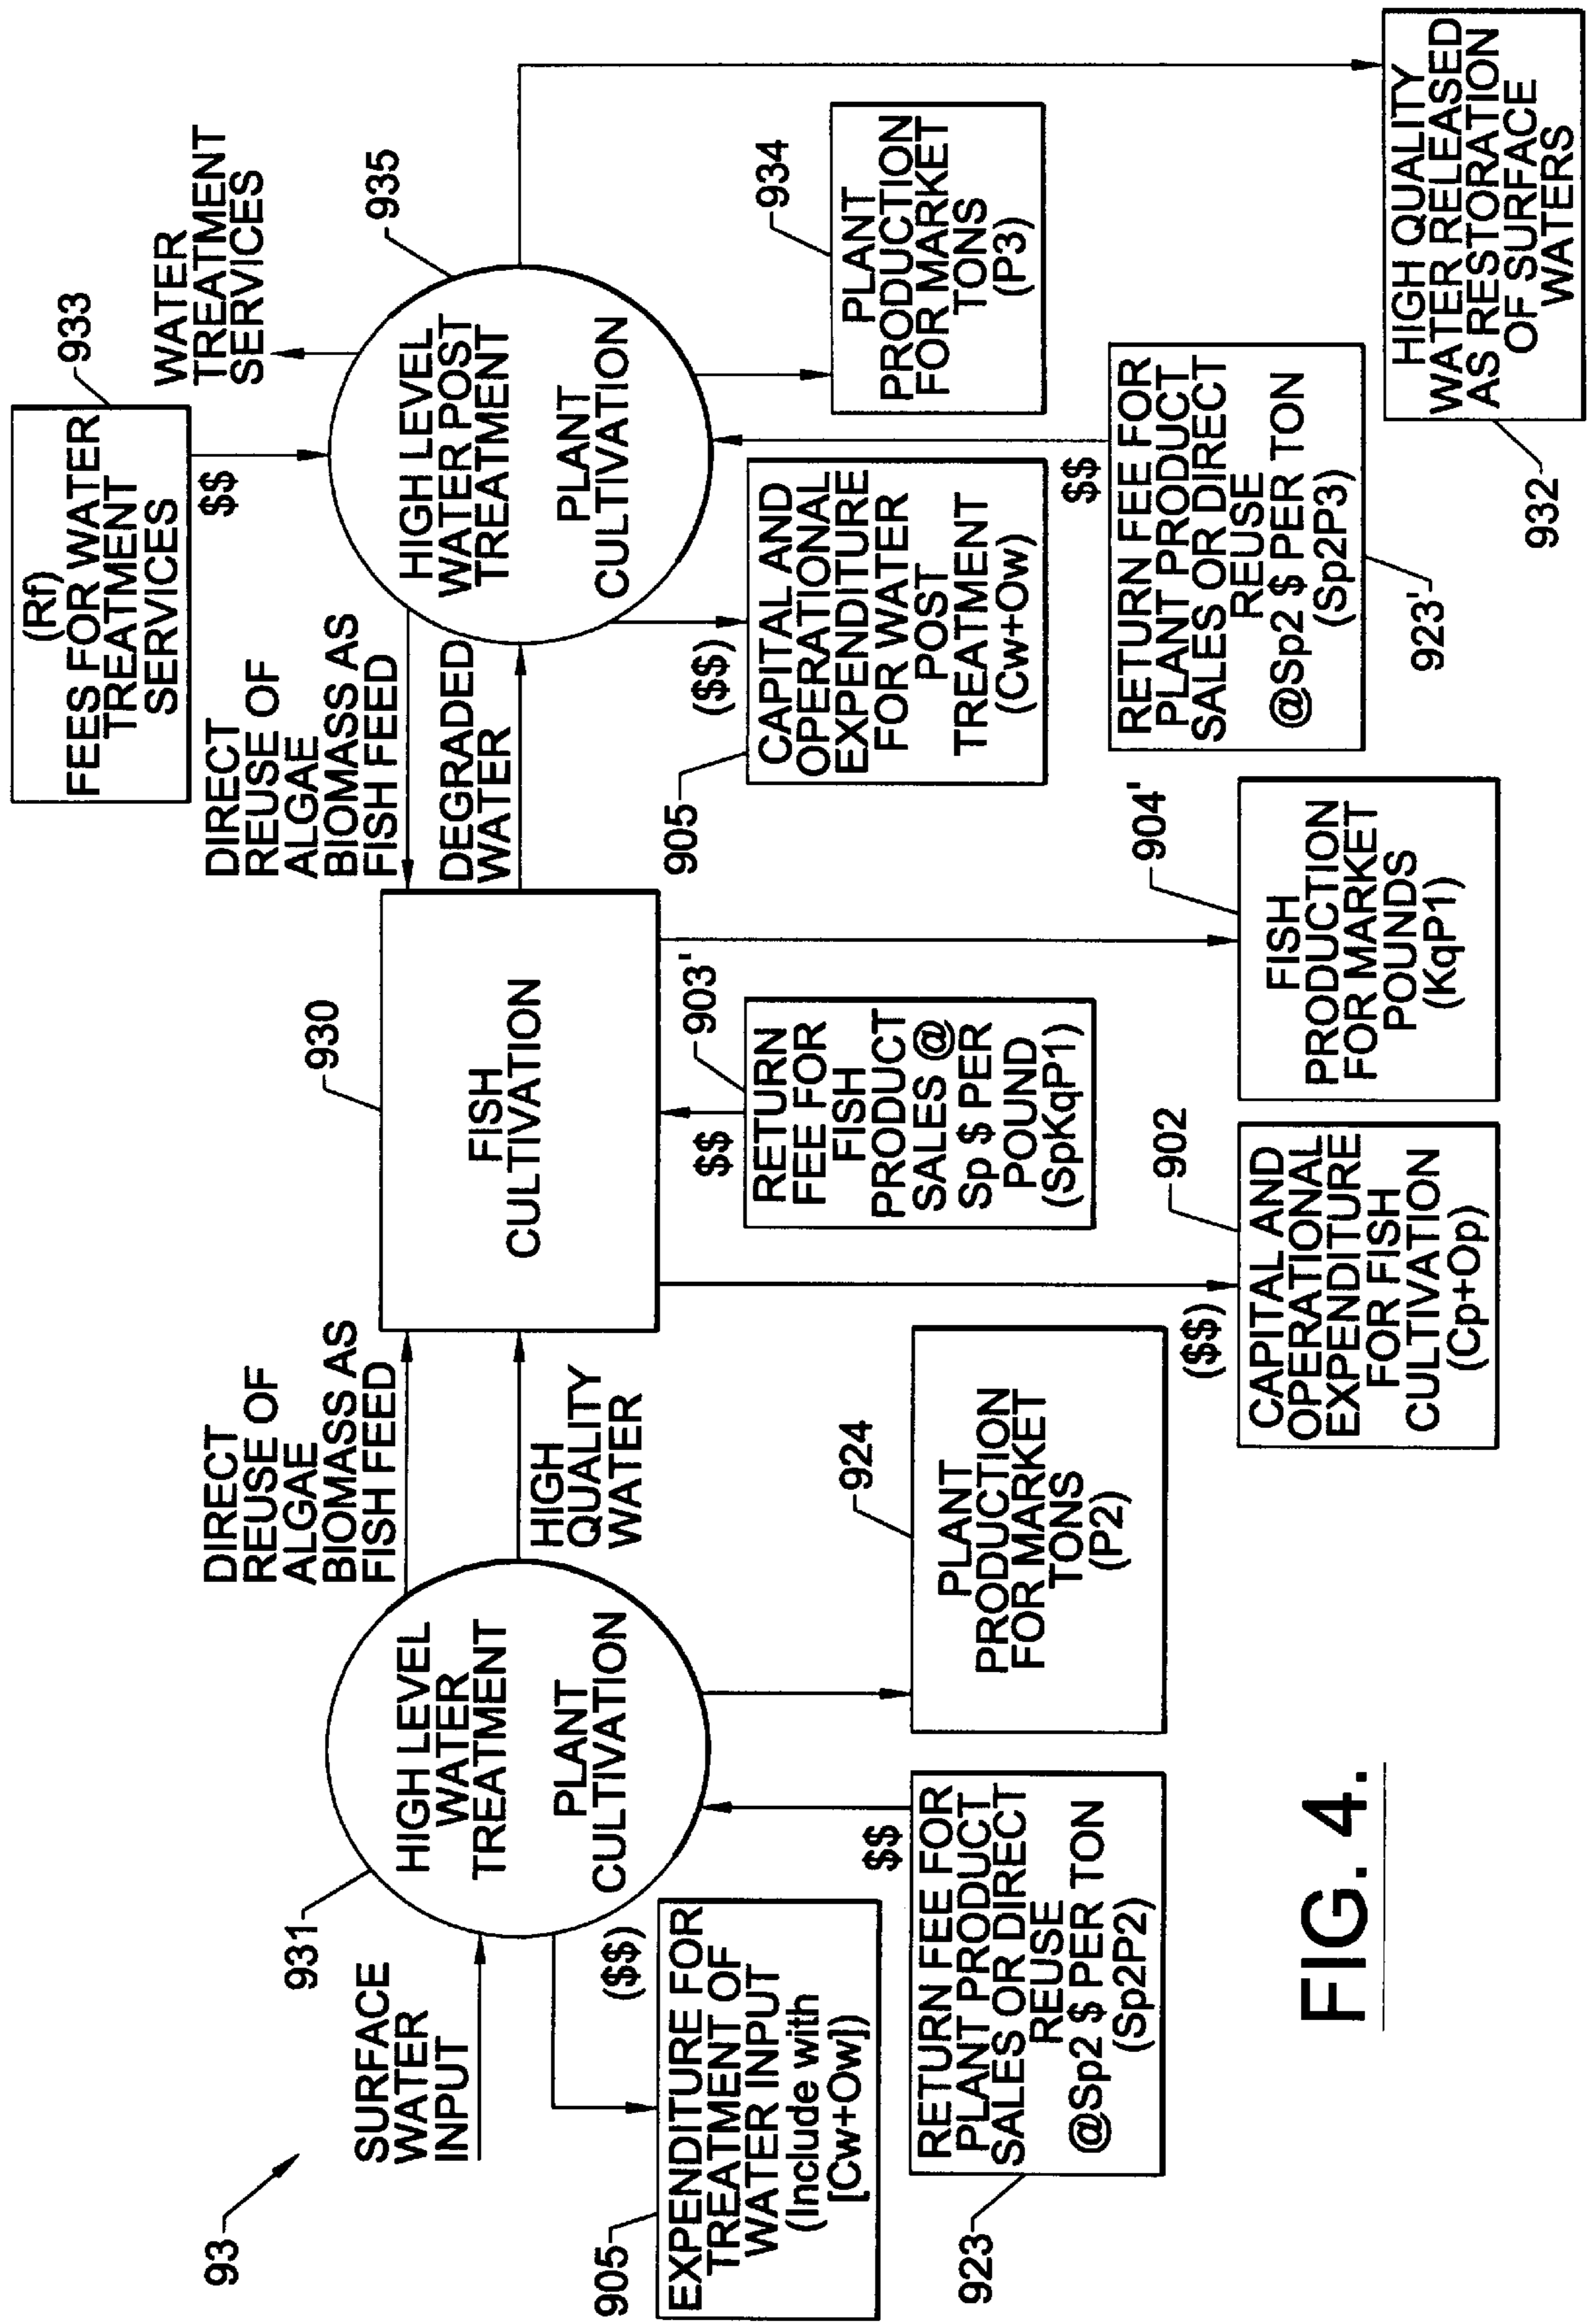 93
SURFACE
WATER
INPUT
931
HIGH LEVEL
WATER
TREATMENT
PLANT
CULTIVATION
905
($$)
EXPENDITURE FOR
TREATMENT OF
WATER INPUT
(Include with
[Cw+Ow])
923
$$
RETURN FEE FOR
PLANT PRODUCT
SALES OR DIRECT
REUSE
@Sp2 $ PER TON
(Sp2P2)
924
PLANT
PRODUCTION
FOR MARKET
TONS
(P2)
DIRECT
REUSE OF
ALGAE
BIOMASS AS
FISH FEED
HIGH
QUALITY
WATER
930
FISH
CULTIVATION
903'
$$
RETURN
FEE FOR
FISH
PRODUCT
SALES @
Sp $ PER
POUND
(SpKqP1)
902
($$)
CAPITAL AND
OPERATIONAL
EXPENDITURE
FOR FISH
CULTIVATION
(Cp+Op)
904'
FISH
PRODUCTION
FOR MARKET
POUNDS
(KqP1)
DIRECT
REUSE OF
ALGAE
BIOMASS AS
FISH FEED
DEGRADED
WATER
933
(Rf)
FEES FOR WATER
TREATMENT
SERVICES
$$
WATER
TREATMENT
SERVICES
935
HIGH LEVEL
WATER POST
TREATMENT
PLANT
CULTIVATION
905
($$)
CAPITAL AND
OPERATIONAL
EXPENDITURE
FOR WATER
POST
TREATMENT
(Cw+Ow)
934
PLANT
PRODUCTION
FOR MARKET
TONS
(P3)
923'
$$
RETURN FEE FOR
PLANT PRODUCT
SALES OR DIRECT
REUSE
@Sp2 $ PER TON
(Sp2P3)
932
HIGH QUALITY
WATER RELEASED
AS RESTORATION
OF SURFACE
WATERS
FIG. 4.